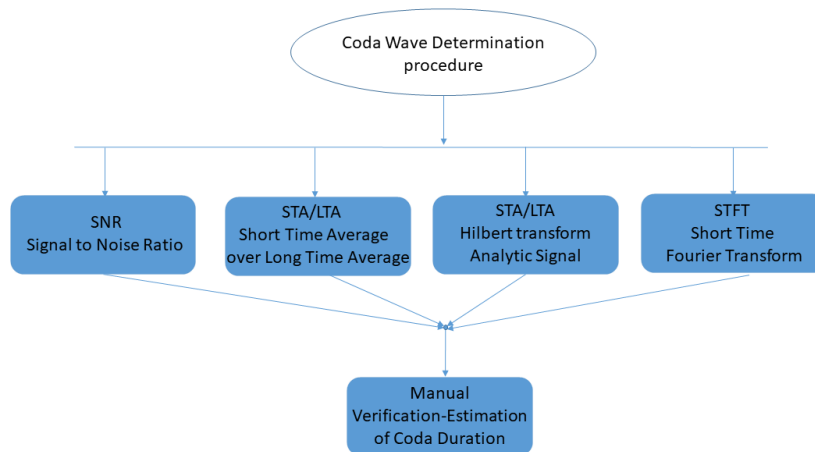 Coda Wave Determination
procedure
SNR
Signal to Noise Ratio
STA/LTA
Short Time Average
over Long Time Average
STA/LTA
Hilbert transform
Analytic Signal
STFT
Short Time
Fourier Transform
Manual
Verification-Estimation
of Coda Duration